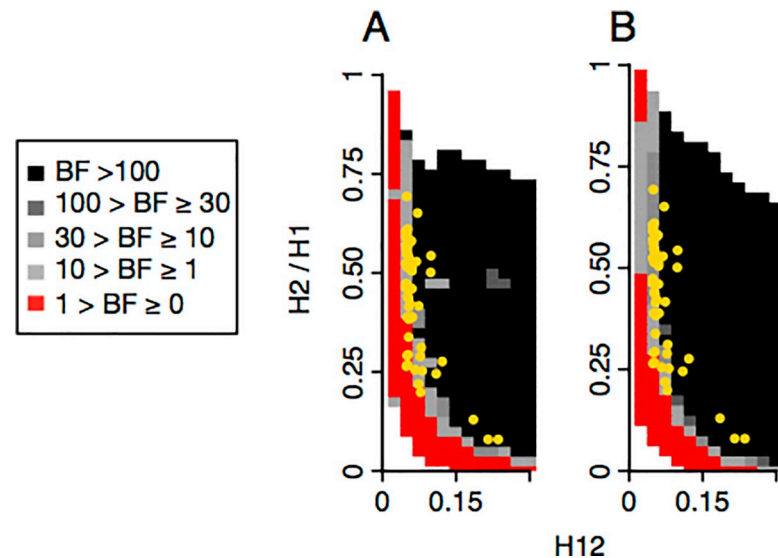 A
B
BF >100
100 > BF ≥ 30
30 > BF ≥ 10
10 > BF ≥ 1
1 > BF ≥ 0
H2 / H1
1
0.75
0.50
0.25
0
0 0.15
1
0.75
0.50
0.25
0
0 0.15
H12